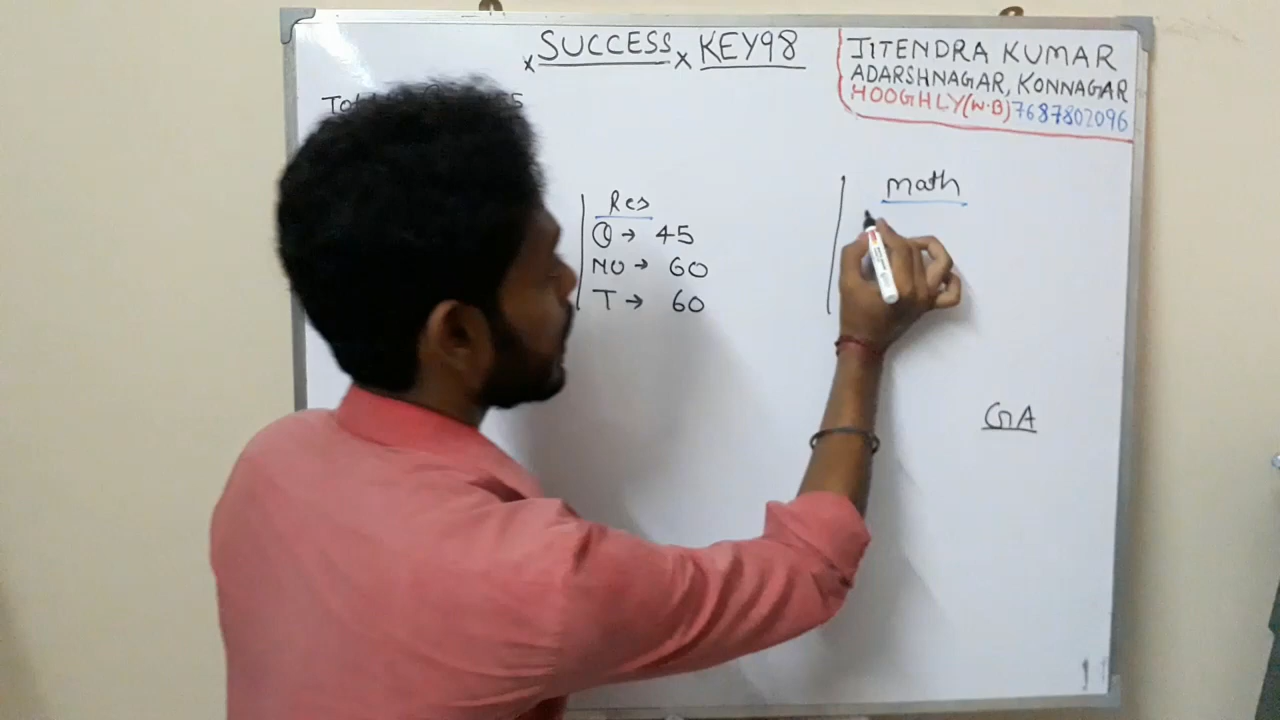 SUCCESS KEY98
JITENDRA KUMAR
ADARSHNAGAR, KONNAGAR
HOOGHLY(W.B) 7687802096
Res
Q → 45
NO → 60
T → 60
math
GA